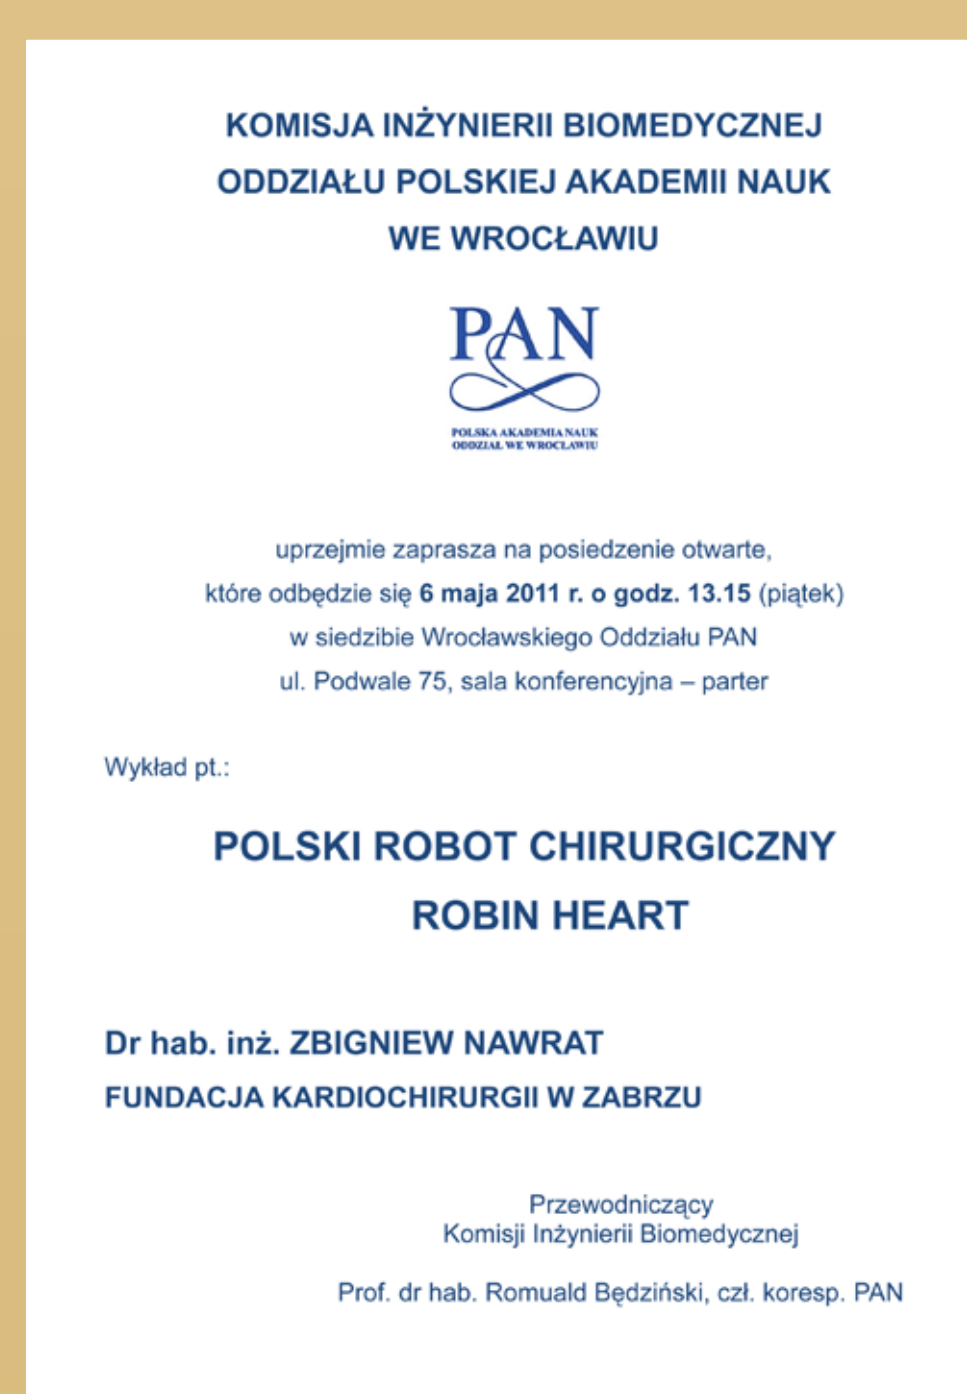 KOMISJA INŻYNIERII BIOMEDYCZNEJ
ODDZIAŁU POLSKIEJ AKADEMII NAUK
WE WROCŁAWIU
PAN
POLSKA AKADEMIA NAUK
ODDZIAŁ WE WROCŁAWIU
uprzejmie zaprasza na posiedzenie otwarte,
które odbędzie się 6 maja 2011 r. o godz. 13.15 (piątek)
w siedzibie Wrocławskiego Oddziału PAN
ul. Podwale 75, sala konferencyjna – parter
Wykład pt.:
POLSKI ROBOT CHIRURGICZNY
ROBIN HEART
Dr hab. inż. ZBIGNIEW NAWRAT
FUNDACJA KARDIOCHIRURGII W ZABRZU
Przewodniczący
Komisji Inżynierii Biomedycznej
Prof. dr hab. Romuald Będziński, czł. koresp. PAN